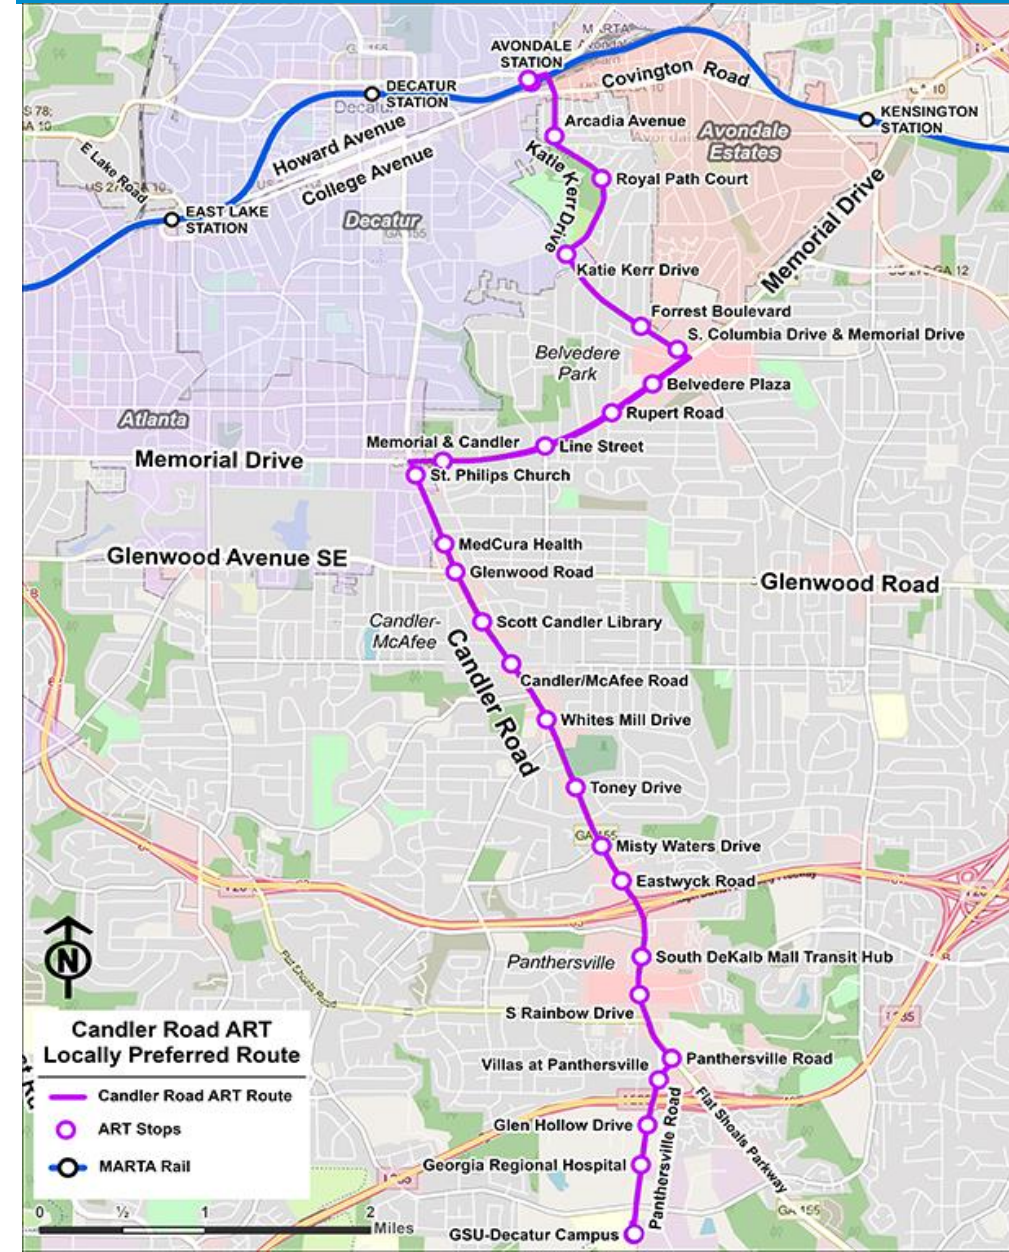 AVONDALE
STATION
Covington Road
DECATUR
STATION
KENSINGTON
STATION
Howard Avenue
College Avenue
E Lake Road
EAST LAKE
STATION
Decatur
GA 155
Arcadia Avenue
Avondale
Estates
Katie Kerr Drive
Royal Path Court
Memorial Drive
Katie Kerr Drive
Forrest Boulevard
S. Columbia Drive & Memorial Drive
Belvedere
Park
Belvedere Plaza
Atlanta
Rupert Road
Memorial & Candler
Line Street
Memorial Drive
St. Philips Church
MedCura Health
Glenwood Avenue SE
Glenwood Road
Glenwood Road
Candler-
McAfee
Scott Candler Library
Candler Road
Candler/McAfee Road
Whites Mill Drive
Toney Drive
Misty Waters Drive
Eastwyck Road
Panthersville
South DeKalb Mall Transit Hub
S Rainbow Drive
Villas at Panthersville
Panthersville Road
Glen Hollow Drive
Panthersville Road
Flat Shoals Parkway
Georgia Regional Hospital
GA 155
GSU-Decatur Campus
N
Candler Road ART
Locally Preferred Route
Candler Road ART Route
ART Stops
MARTA Rail
0 ½ 1 2
Miles